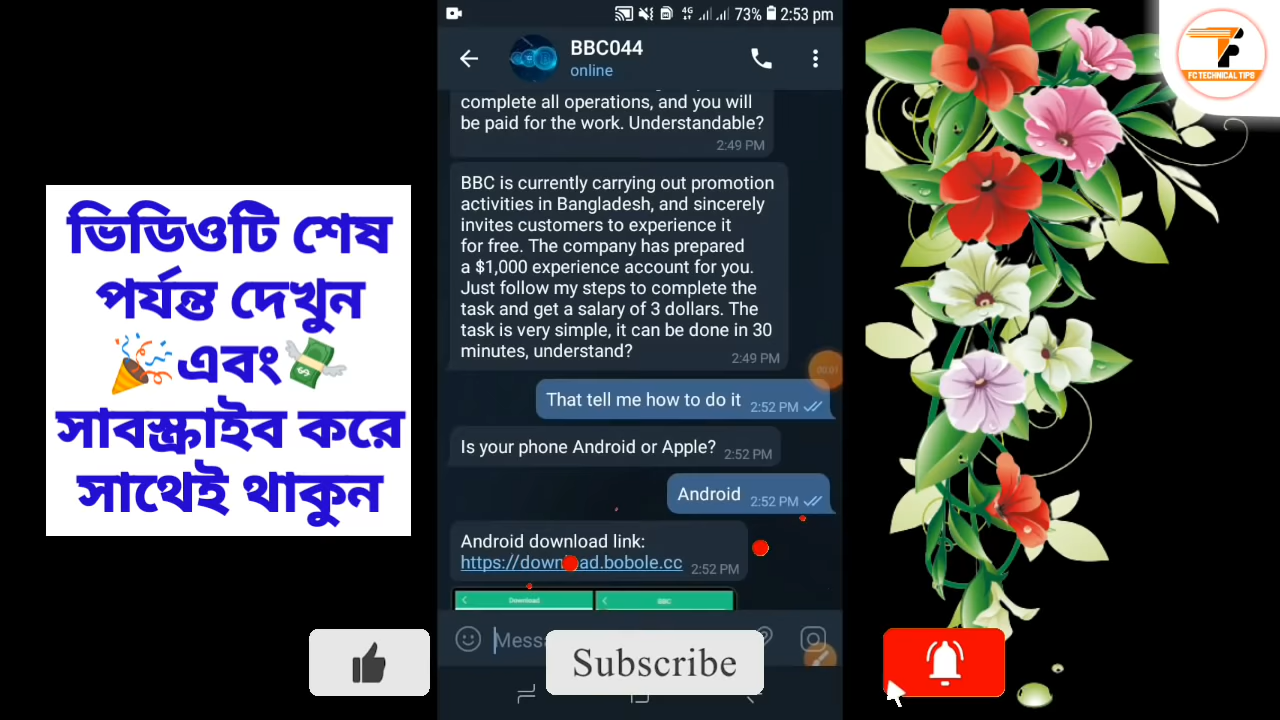 73% 2:53 pm
BBC044
online
complete all operations, and you will
be paid for the work. Understandable?
2:49 PM
BBC is currently carrying out promotion
activities in Bangladesh, and sincerely
invites customers to experience it
for free. The company has prepared
a $1,000 experience account for you.
Just follow my steps to complete the
task and get a salary of 3 dollars. The
task is very simple, it can be done in 30
minutes, understand?
2:49 PM
That tell me how to do it 2:52 PM
Is your phone Android or Apple? 2:52 PM
Android 2:52 PM
Android download link:
https://download.bobole.cc 2:52 PM
Download
BBC
Subscribe
ভিডিওটি শেষ
পর্যন্ত দেখুন
এবং
সাবস্ক্রাইব করে
সাথেই থাকুন
FC TECHNICAL TIPS